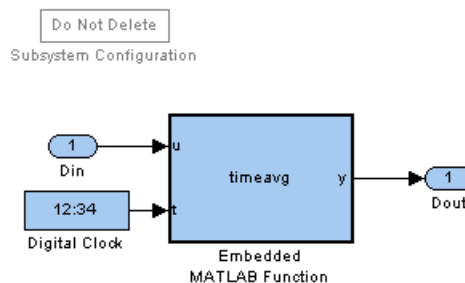 Do Not Delete
Subsystem Configuration
1
Din
u
timeavg
y
1
Dout
12:34
t
Digital Clock
Embedded
MATLAB Function